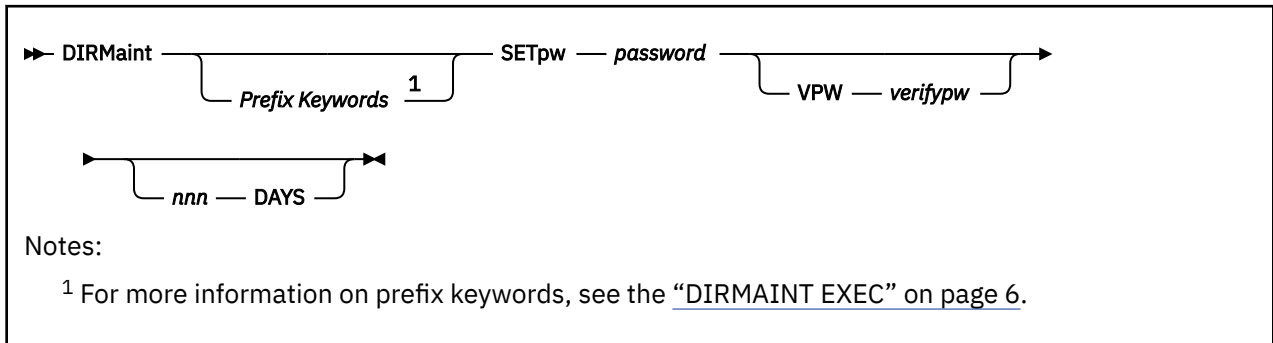 DIRMaint Prefix Keywords 1 SETpw password VPW verifypw
nnn DAYS
Notes:
1 For more information on prefix keywords, see the “DIRMAINT EXEC” on page 6.